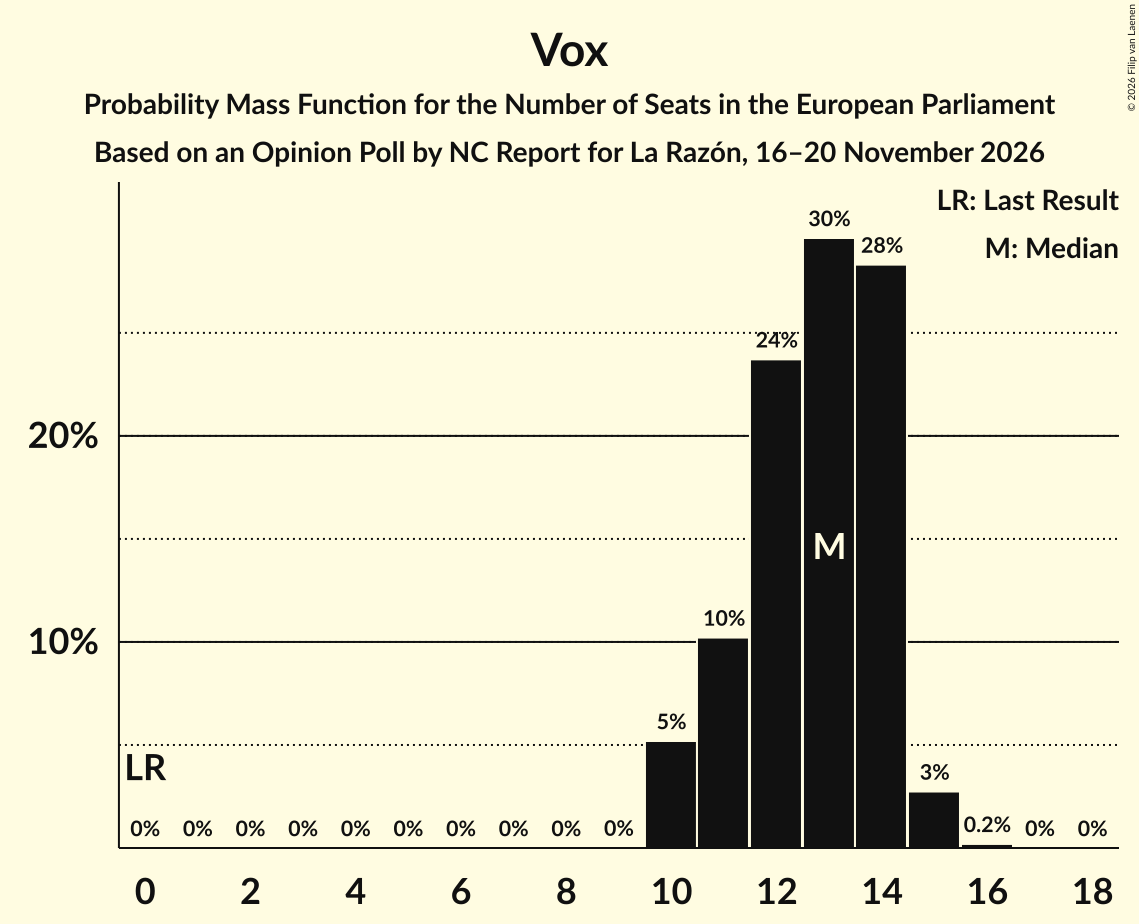 Vox
Probability Mass Function for the Number of Seats in the European Parliament
Based on an Opinion Poll by NC Report for La Razón, 16–20 November 2026
© 2026 Filip van Laenen
LR: Last Result
M: Median
30%
28%
24%
20%
M
10%
10%
5%
LR
3%
0% 0% 0% 0% 0% 0% 0% 0% 0% 0% 0.2% 0% 0%
0 2 4 6 8 10 12 14 16 18